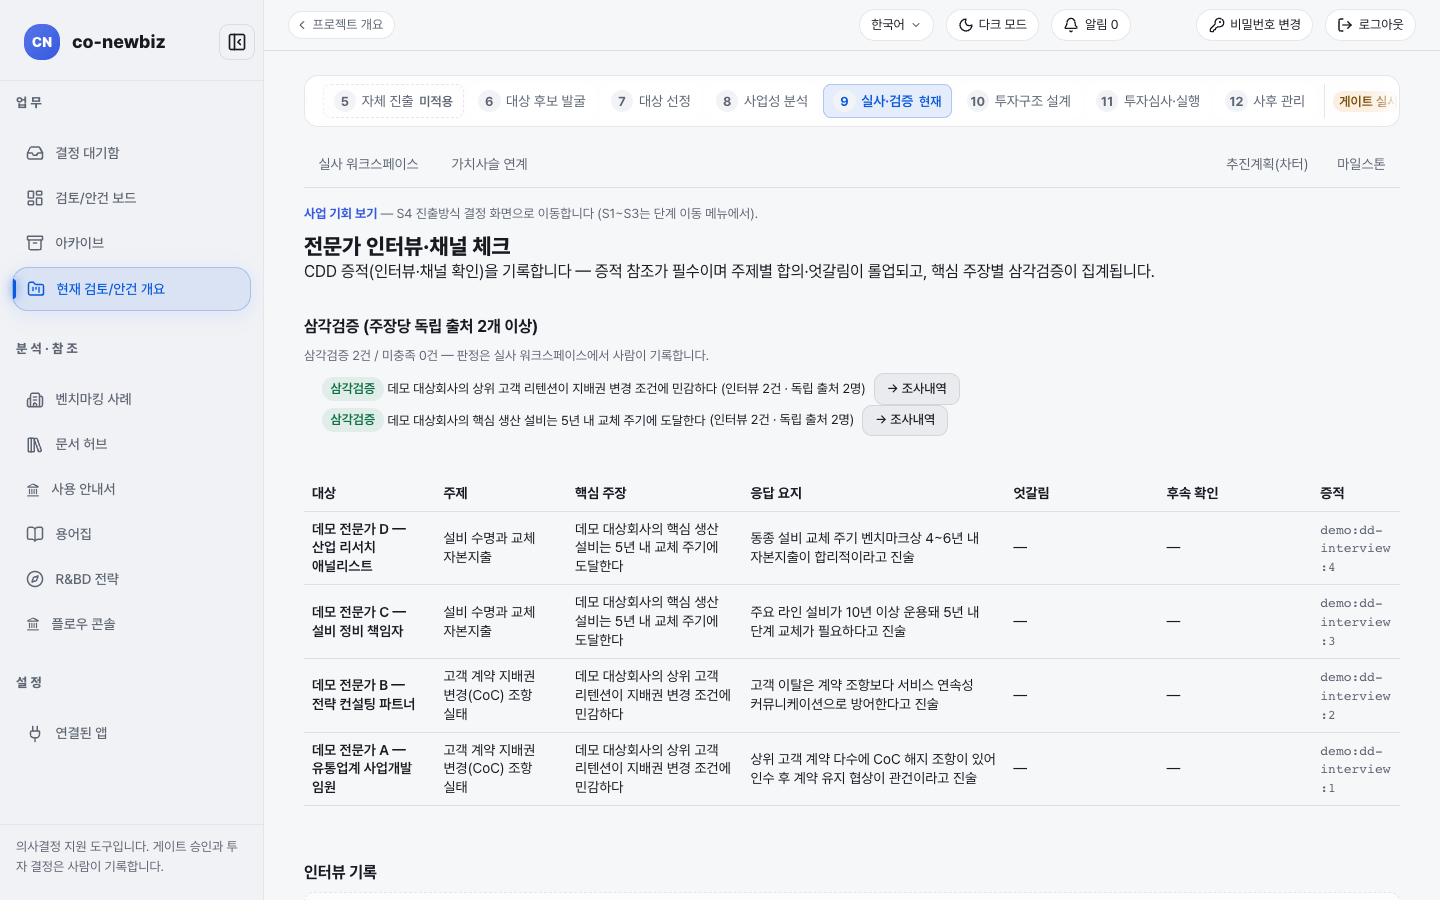 CN co-newbiz
업무
결정 대기함
검토/안건 보드
아카이브
현재 검토/안건 개요
분석·참조
벤치마킹 사례
문서 허브
사용 안내서
용어집
R&BD 전략
플로우 콘솔
설정
연결된 앱
의사결정 지원 도구입니다. 게이트 승인과 투
자 결정은 사람이 기록합니다.
프로젝트 개요
한국어
다크 모드
알림 0
비밀번호 변경
로그아웃
5 자체 진출 미적용
6 대상 후보 발굴
7 대상 선정
8 사업성 분석
9 실사·검증 현재
10 투자구조 설계
11 투자심사·실행
12 사후 관리
게이트 실사
실사 워크스페이스
가치사슬 연계
추진계획(차터)
마일스톤
사업 기회 보기 — S4 진출방식 결정 화면으로 이동합니다 (S1~S3는 단계 이동 메뉴에서).
전문가 인터뷰·채널 체크
CDD 증적(인터뷰·채널 확인)을 기록합니다 — 증적 참조가 필수이며 주제별 합의·엇갈림이 롤업되고, 핵심 주장별 삼각검증이 집계됩니다.
삼각검증 (주장당 독립 출처 2개 이상)
삼각검증 2건 / 미충족 0건 — 판정은 실사 워크스페이스에서 사람이 기록합니다.
삼각검증 데모 대상회사의 상위 고객 리텐션이 지배권 변경 조건에 민감하다 (인터뷰 2건 · 독립 출처 2명) → 조사내역
삼각검증 데모 대상회사의 핵심 생산 설비는 5년 내 교체 주기에 도달한다 (인터뷰 2건 · 독립 출처 2명) → 조사내역
대상 주제 핵심 주장 응답 요지 엇갈림 후속 확인 증적
데모 전문가 D —
산업 리서치
애널리스트
설비 수명과 교체
자본지출
데모 대상회사의 핵심 생산
설비는 5년 내 교체 주기에
도달한다
동종 설비 교체 주기 벤치마크상 4~6년 내
자본지출이 합리적이라고 진술
—
—
demo:dd-
interview
:4
데모 전문가 C —
설비 정비 책임자
설비 수명과 교체
자본지출
데모 대상회사의 핵심 생산
설비는 5년 내 교체 주기에
도달한다
주요 라인 설비가 10년 이상 운용돼 5년 내
단계 교체가 필요하다고 진술
—
—
demo:dd-
interview
:3
데모 전문가 B —
전략 컨설팅 파트너
고객 계약 지배권
변경(CoC) 조항
실태
데모 대상회사의 상위 고객
리텐션이 지배권 변경 조건에
민감하다
고객 이탈은 계약 조항보다 서비스 연속성
커뮤니케이션으로 방어한다고 진술
—
—
demo:dd-
interview
:2
데모 전문가 A —
유통업계 사업개발
임원
고객 계약 지배권
변경(CoC) 조항
실태
데모 대상회사의 상위 고객
리텐션이 지배권 변경 조건에
민감하다
상위 고객 계약 다수에 CoC 해지 조항이 있어
인수 후 계약 유지 협상이 관건이라고 진술
—
—
demo:dd-
interview
:1
인터뷰 기록